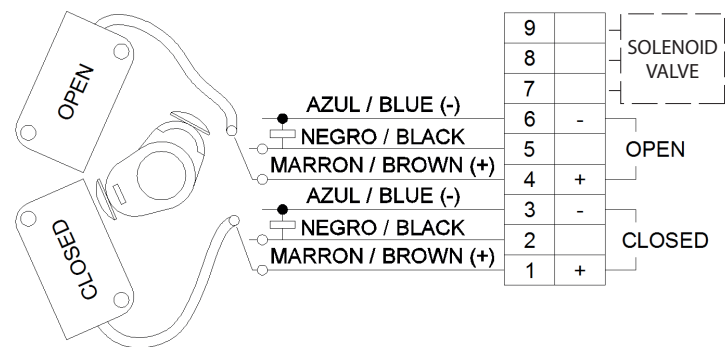 OPEN
CLOSED
AZUL / BLUE (-)
NEGRO / BLACK
MARRON / BROWN (+)
AZUL / BLUE (-)
NEGRO / BLACK
MARRON / BROWN (+)
9
8
7
6 -
5
4 +
3 -
2
1 +
SOLENOID
VALVE
OPEN
CLOSED